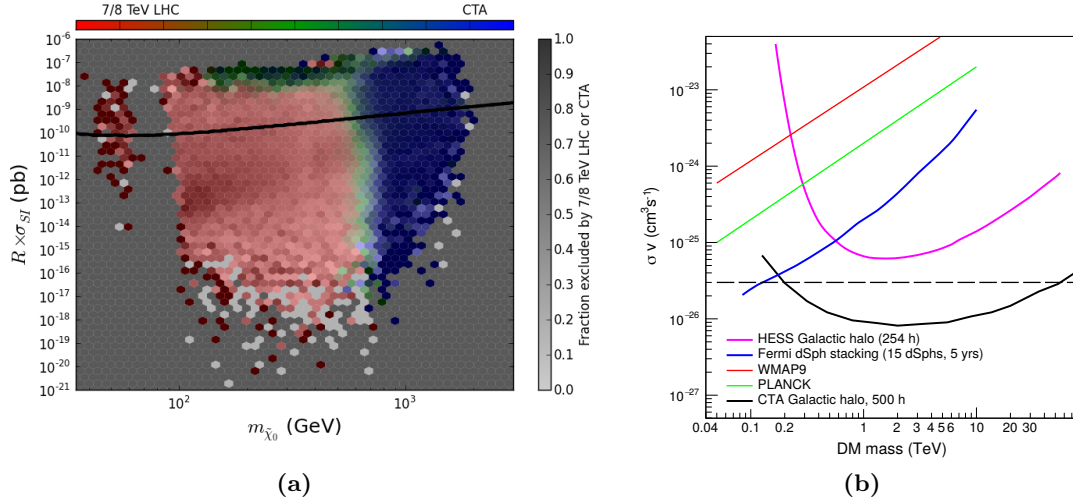 7/8 TeV LHC CTA
10⁻⁶
10⁻⁷
10⁻⁸
10⁻⁹
10⁻¹⁰
10⁻¹¹
10⁻¹²
10⁻¹³
10⁻¹⁴
10⁻¹⁵
10⁻¹⁶
10⁻¹⁷
10⁻¹⁸
10⁻¹⁹
10⁻²⁰
10⁻²¹
R ×σ_SI (pb)
10² 10³
m_χ̃0 (GeV)
1.0
0.9
0.8
0.7
0.6
0.5
0.4
0.3
0.2
0.1
0.0
Fraction excluded by 7/8 TeV LHC or CTA
(a)
σ v (cm³s⁻¹)
10⁻²³
10⁻²⁴
10⁻²⁵
10⁻²⁶
10⁻²⁷
HESS Galactic halo (254 h)
Fermi dSph stacking (15 dSphs, 5 yrs)
WMAP9
PLANCK
CTA Galactic halo, 500 h
0.04 0.1 0.2 1 2 3 4 5 6 10 20 30
DM mass (TeV)
(b)